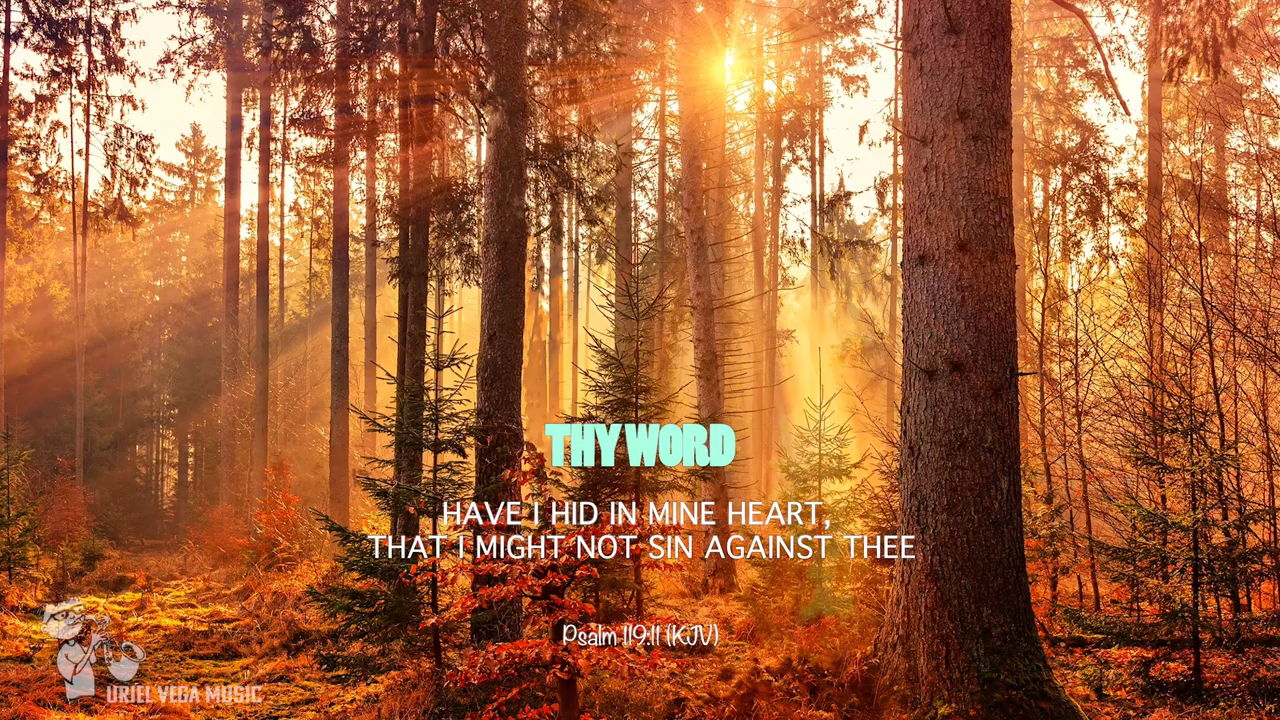 THY WORD
HAVE I HID IN MINE HEART,
THAT I MIGHT NOT SIN AGAINST THEE
Psalm 119:11 (KJV)
URIEL VEGA MUSIC